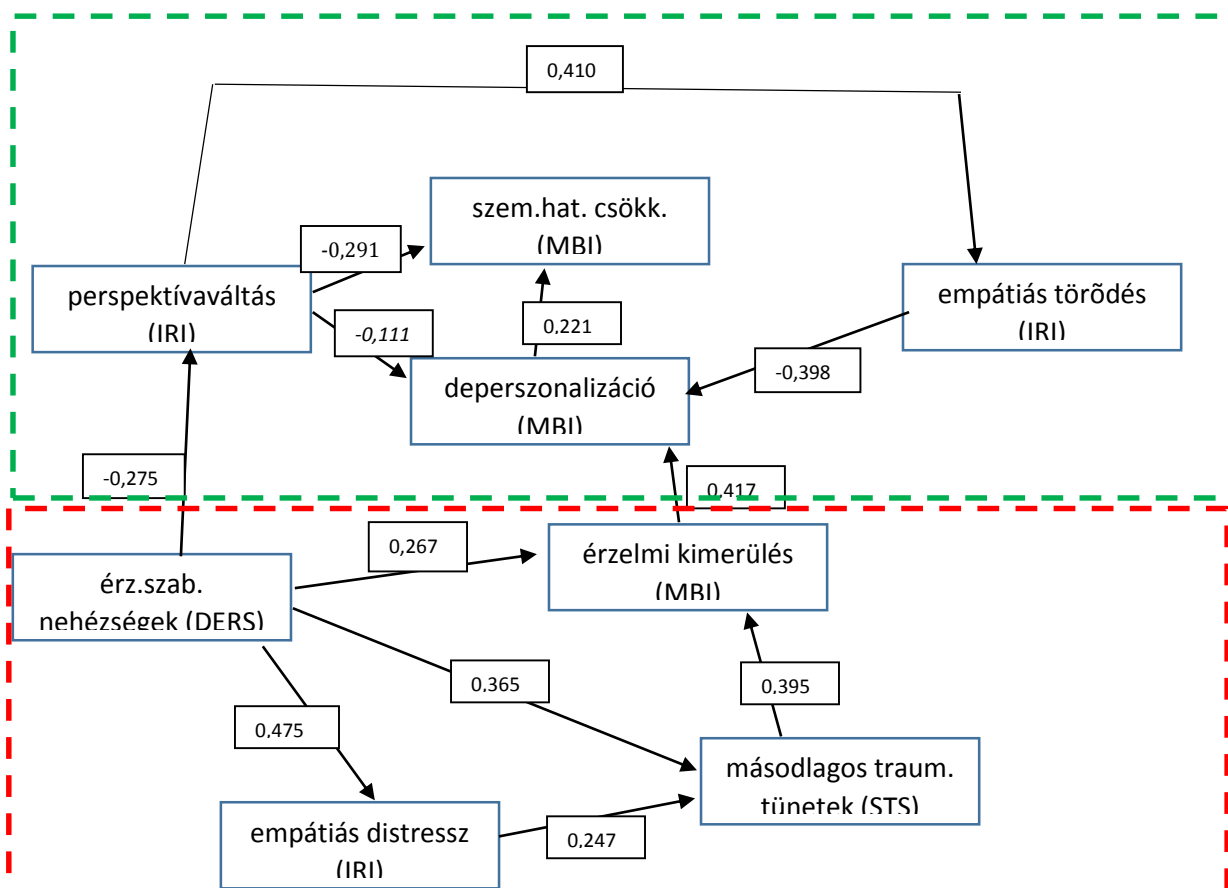 0,410
szem.hat. csökk.
(MBI)
-0,291
perspektívaváltás
(IRI)
empátiás törõdés
(IRI)
-0,111
0,221
-0,398
deperszonalizáció
(MBI)
-0,275
0,417
0,267
érzelmi kimerülés
(MBI)
érz.szab.
nehézségek (DERS)
0,365
0,395
0,475
másodlagos traum.
tünetek (STS)
empátiás distressz
(IRI)
0,247